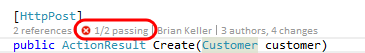 [HttpPost]
2 references | 1/2 passing | Brian Keller | 3 authors, 4 changes
public ActionResult Create(Customer customer)